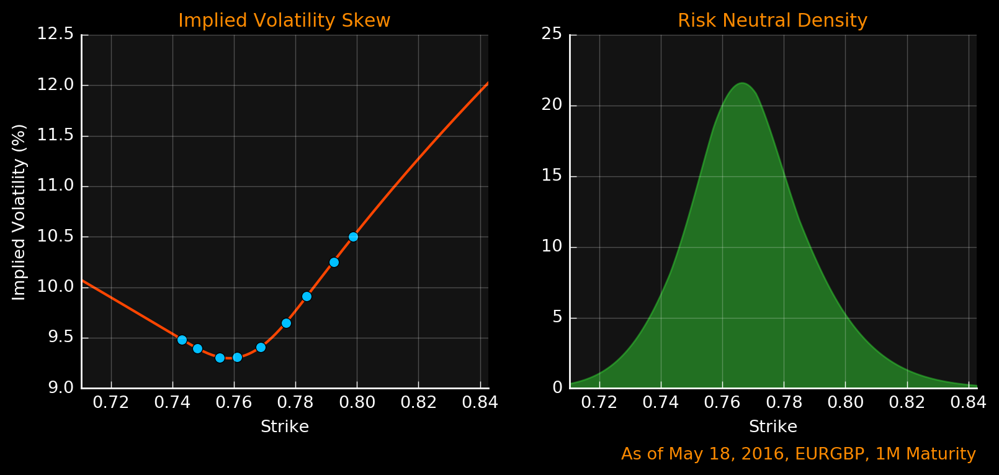 Implied Volatility Skew
12.5
12.0
11.5
11.0
10.5
10.0
9.5
9.0
Implied Volatility (%)
0.72 0.74 0.76 0.78 0.80 0.82 0.84
Strike
Risk Neutral Density
25
20
15
10
5
0
0.72 0.74 0.76 0.78 0.80 0.82 0.84
Strike
As of May 18, 2016, EURGBP, 1M Maturity